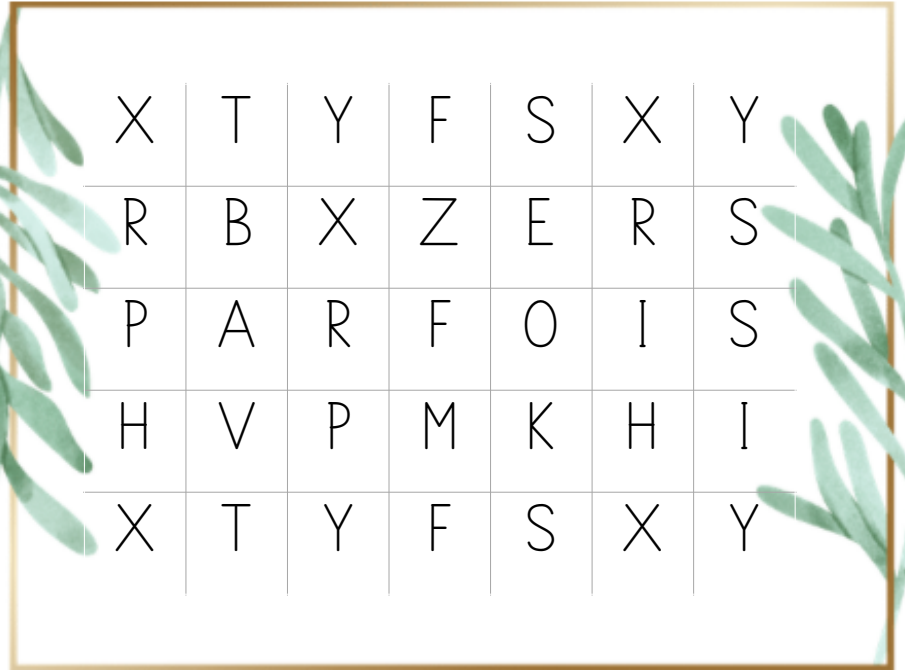 X T Y F S X Y
R B X Z E R S
P A R F O I S
H V P M K H I
X T Y F S X Y